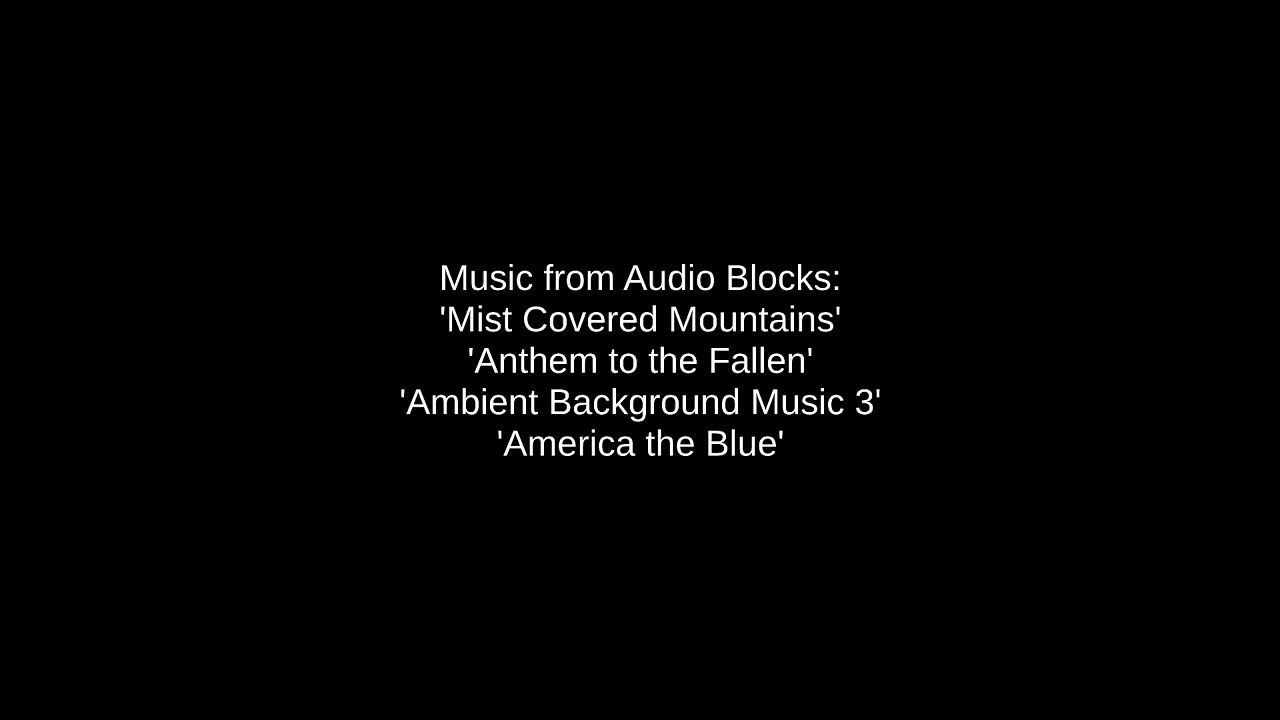 Music from Audio Blocks:
'Mist Covered Mountains'
'Anthem to the Fallen'
'Ambient Background Music 3'
'America the Blue'